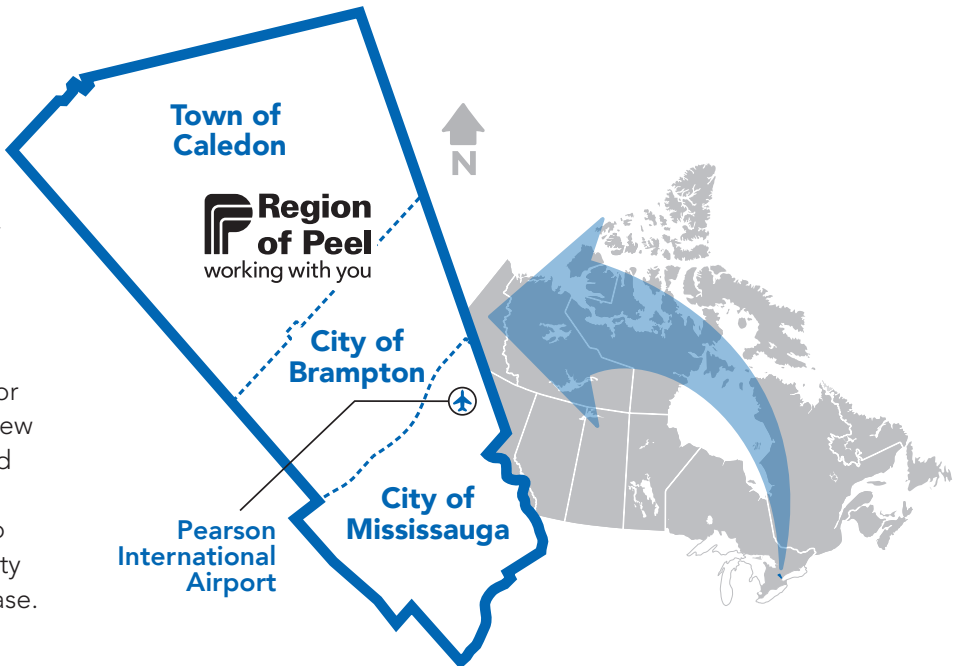 Town of
Caledon
N
Region
of Peel
working with you
City of
Brampton
or
ew
d
City of
Mississauga
Pearson
International
Airport
o
ty
ase.